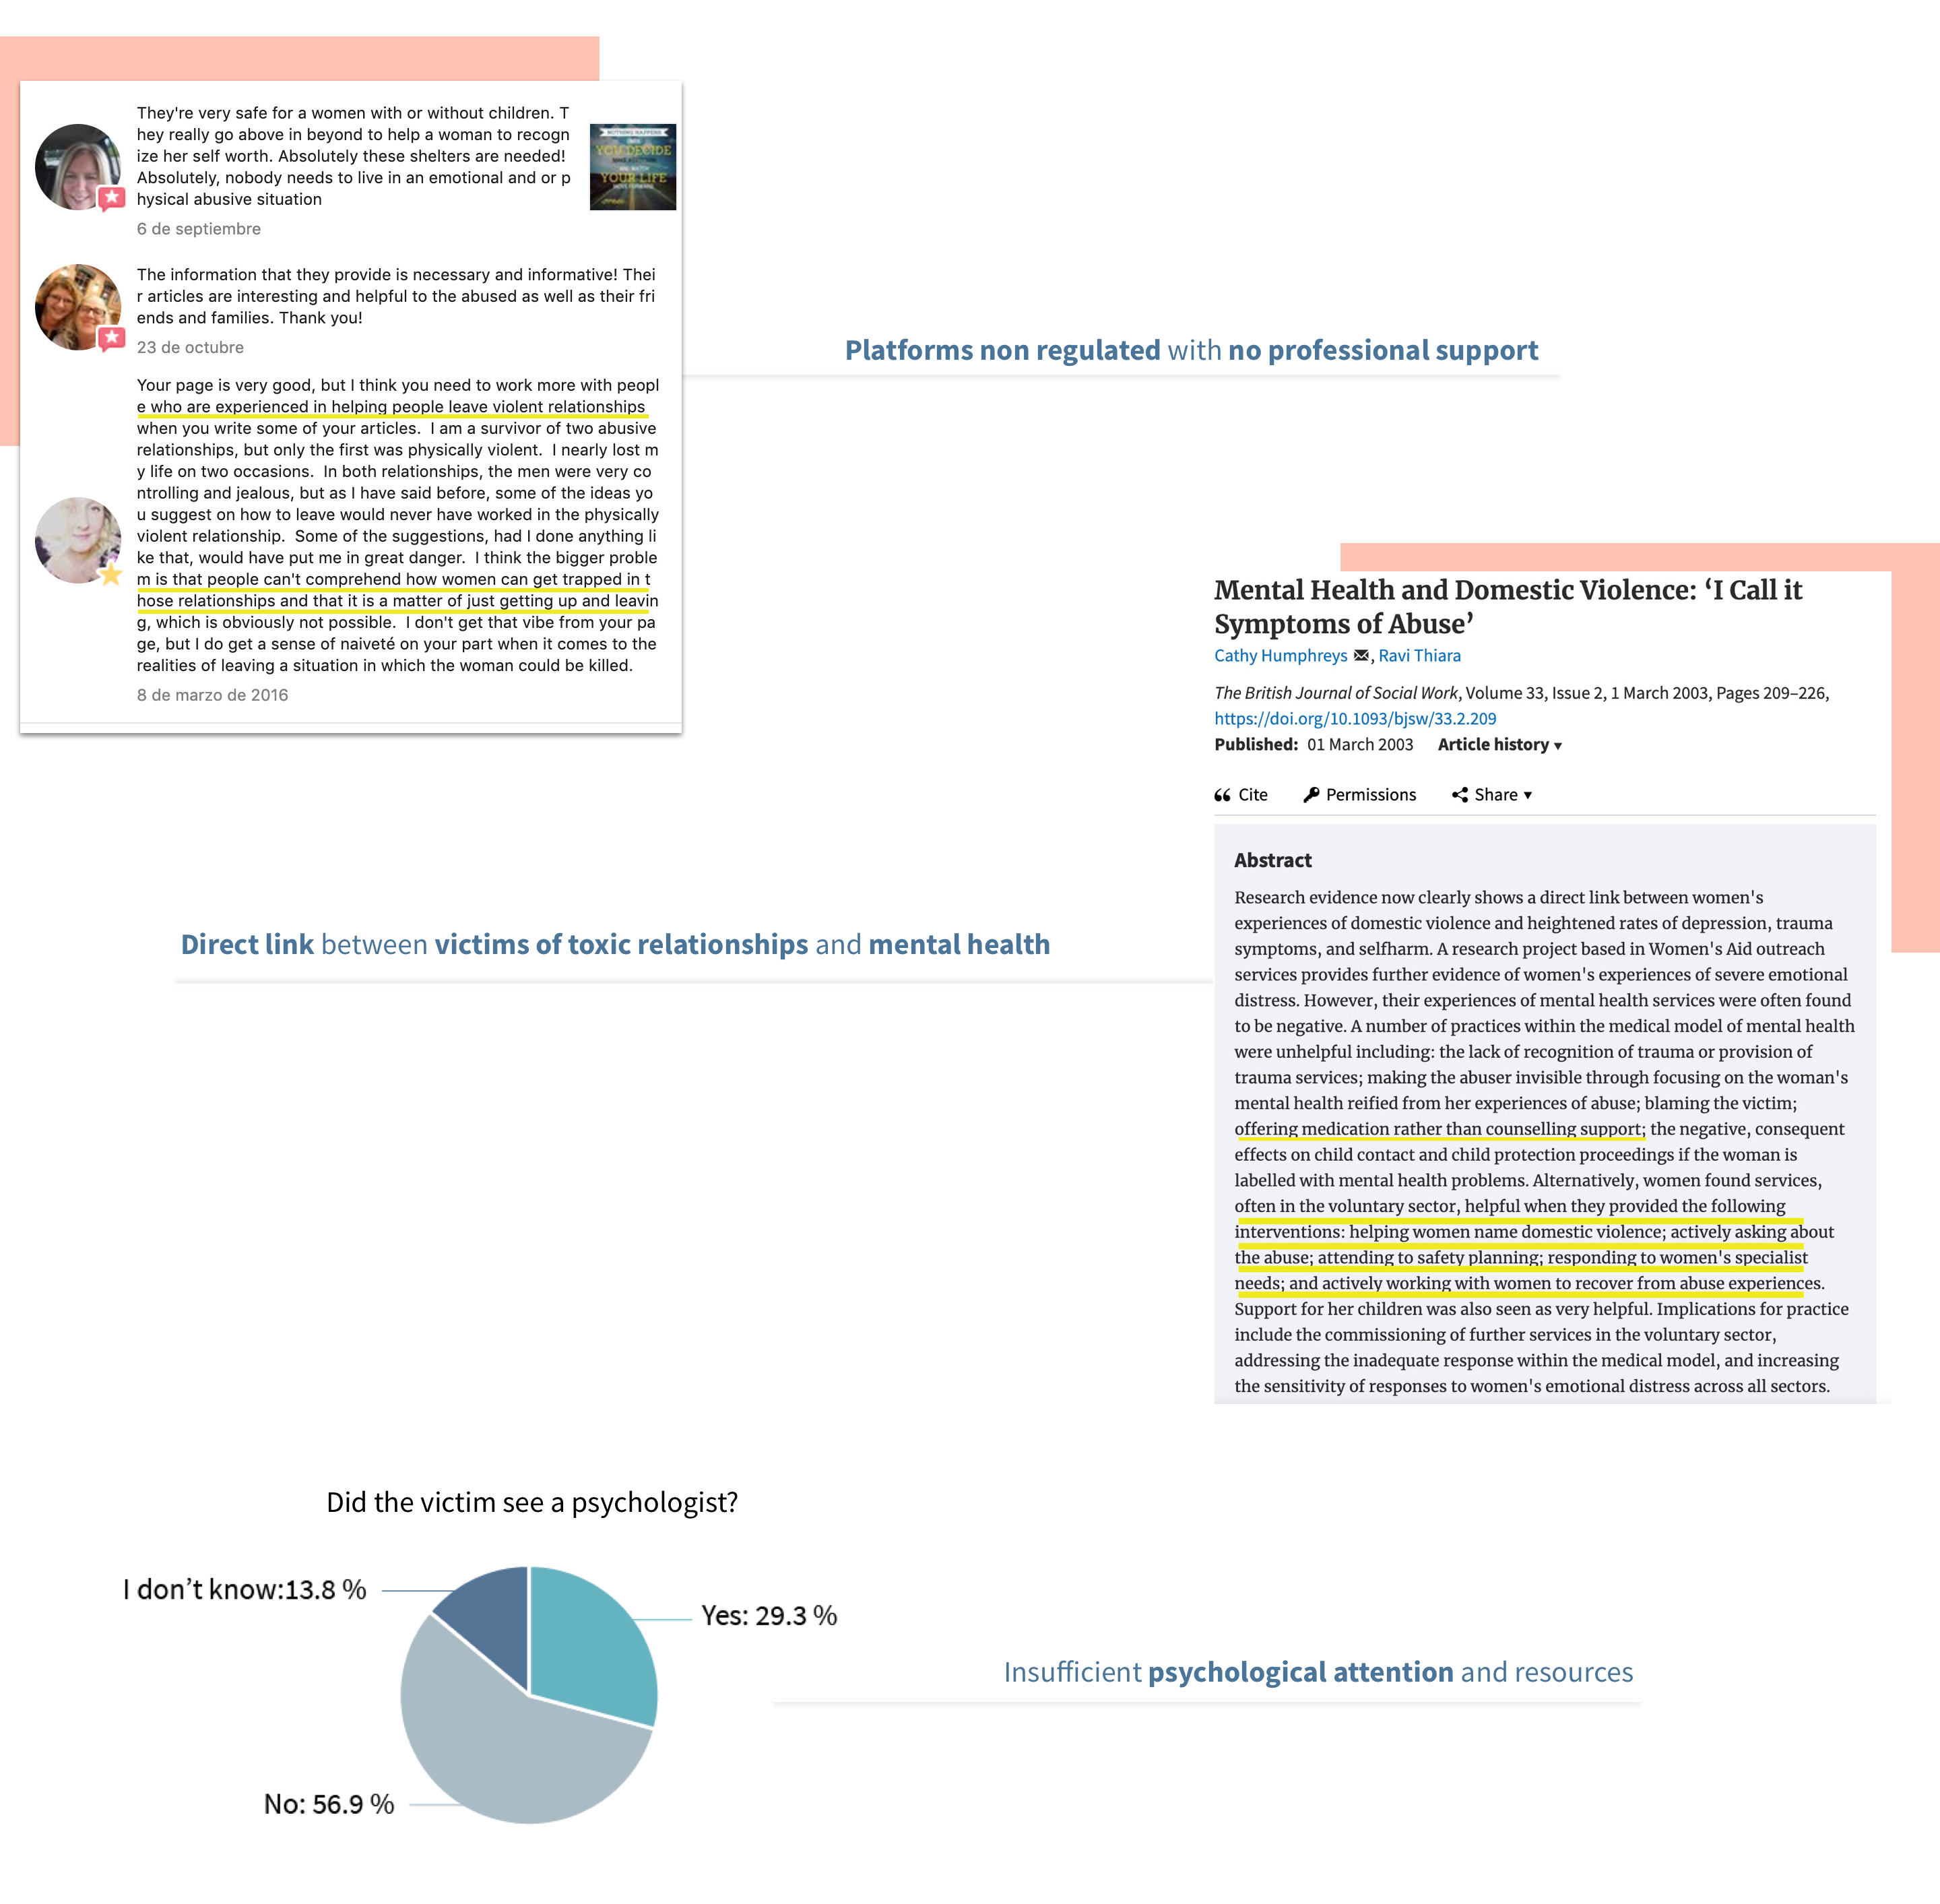 They're very safe for a women with or without children. T
hey really go above in beyond to help a woman to recogn
ize her self worth. Absolutely these shelters are needed!
Absolutely, nobody needs to live in an emotional and or p
hysical abusive situation
6 de septiembre
NOTHING HAPPENS
YOU DECIDE
YOUR LIFE
The information that they provide is necessary and informative! Thei
r articles are interesting and helpful to the abused as well as their fri
ends and families. Thank you!
23 de octubre
Your page is very good, but I think you need to work more with peopl
e who are experienced in helping people leave violent relationships
when you write some of your articles.  I am a survivor of two abusive
relationships, but only the first was physically violent.  I nearly lost m
y life on two occasions.  In both relationships, the men were very co
ntrolling and jealous, but as I have said before, some of the ideas yo
u suggest on how to leave would never have worked in the physically
violent relationship.  Some of the suggestions, had I done anything li
ke that, would have put me in great danger.  I think the bigger proble
m is that people can't comprehend how women can get trapped in t
hose relationships and that it is a matter of just getting up and leavin
g, which is obviously not possible.  I don't get that vibe from your pa
ge, but I do get a sense of naiveté on your part when it comes to the
realities of leaving a situation in which the woman could be killed.
8 de marzo de 2016
Platforms non regulated with no professional support
Mental Health and Domestic Violence: ‘I Call it
Symptoms of Abuse’
Cathy Humphreys, Ravi Thiara
The British Journal of Social Work, Volume 33, Issue 2, 1 March 2003, Pages 209–226,
https://doi.org/10.1093/bjsw/33.2.209
Published: 01 March 2003 Article history
Cite Permissions Share
Abstract
Research evidence now clearly shows a direct link between women's
experiences of domestic violence and heightened rates of depression, trauma
symptoms, and selfharm. A research project based in Women's Aid outreach
services provides further evidence of women's experiences of severe emotional
distress. However, their experiences of mental health services were often found
to be negative. A number of practices within the medical model of mental health
were unhelpful including: the lack of recognition of trauma or provision of
trauma services; making the abuser invisible through focusing on the woman's
mental health reified from her experiences of abuse; blaming the victim;
offering medication rather than counselling support; the negative, consequent
effects on child contact and child protection proceedings if the woman is
labelled with mental health problems. Alternatively, women found services,
often in the voluntary sector, helpful when they provided the following
interventions: helping women name domestic violence; actively asking about
the abuse; attending to safety planning; responding to women's specialist
needs; and actively working with women to recover from abuse experiences.
Support for her children was also seen as very helpful. Implications for practice
include the commissioning of further services in the voluntary sector,
addressing the inadequate response within the medical model, and increasing
the sensitivity of responses to women's emotional distress across all sectors.
Direct link between victims of toxic relationships and mental health
Did the victim see a psychologist?
I don’t know:13.8 %
Yes: 29.3 %
No: 56.9 %
Insufficient psychological attention and resources